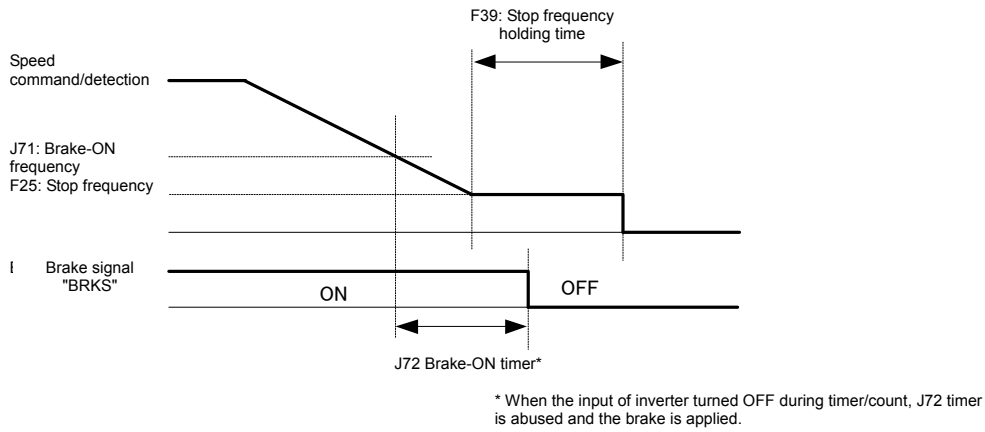 F39: Stop frequency
holding time
Speed
command/detection
J71: Brake-ON
frequency
F25: Stop frequency
Brake signal
"BRKS"
ON
OFF
J72 Brake-ON timer*
* When the input of inverter turned OFF during timer/count, J72 timer
is abused and the brake is applied.